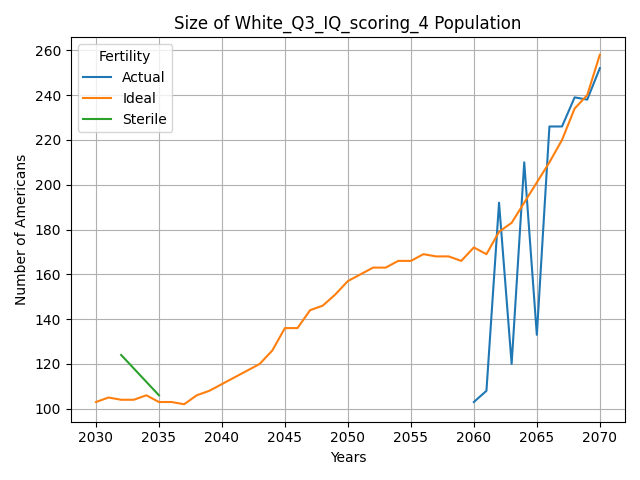 Size of White_Q3_IQ_scoring_4 Population
Fertility
Actual
Ideal
Sterile
Number of Americans
260
240
220
200
180
160
140
120
100
2030 2035 2040 2045 2050 2055 2060 2065 2070
Years